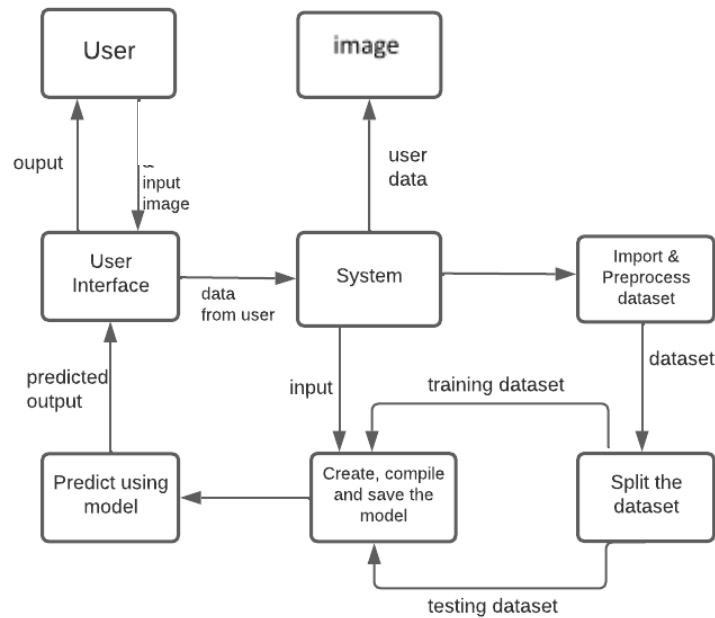 User
image
ouput
input
image
user
data
User
Interface
data
from user
System
Import &
Preprocess
dataset
predicted
output
input
training dataset
dataset
Predict using
model
Create, compile
and save the
model
Split the
dataset
testing dataset